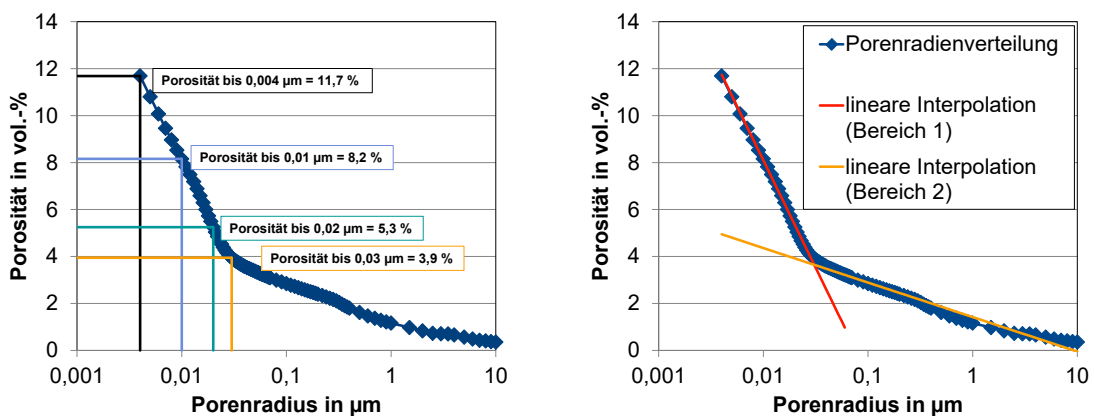 Porosität in vol.-%
14
12
10
8
6
4
2
0
Porosität bis 0,004 µm = 11,7 %
Porosität bis 0,01 µm = 8,2 %
Porosität bis 0,02 µm = 5,3 %
Porosität bis 0,03 µm = 3,9 %
0,001 0,01 0,1 1 10
Porenradius in µm
Porosität in vol.-%
14
12
10
8
6
4
2
0
Porenradienverteilung
lineare Interpolation
(Bereich 1)
lineare Interpolation
(Bereich 2)
0,001 0,01 0,1 1 10
Porenradius in µm